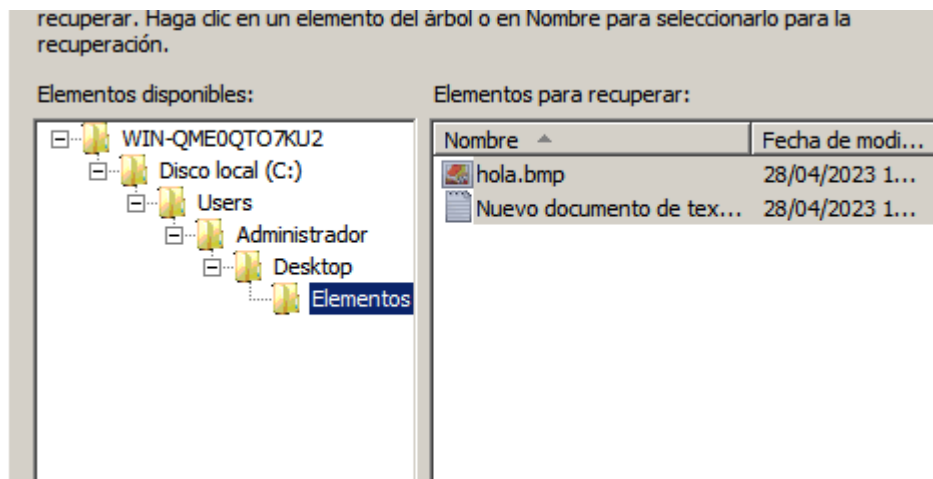 recuperar. Haga clic en un elemento del árbol o en Nombre para seleccionarlo para la
recuperación.
Elementos disponibles:
Elementos para recuperar:
WIN-QME0QTO7KU2
Disco local (C:)
Users
Administrador
Desktop
Elementos
Nombre
Fecha de modi...
hola.bmp
28/04/2023 1...
Nuevo documento de tex...
28/04/2023 1...